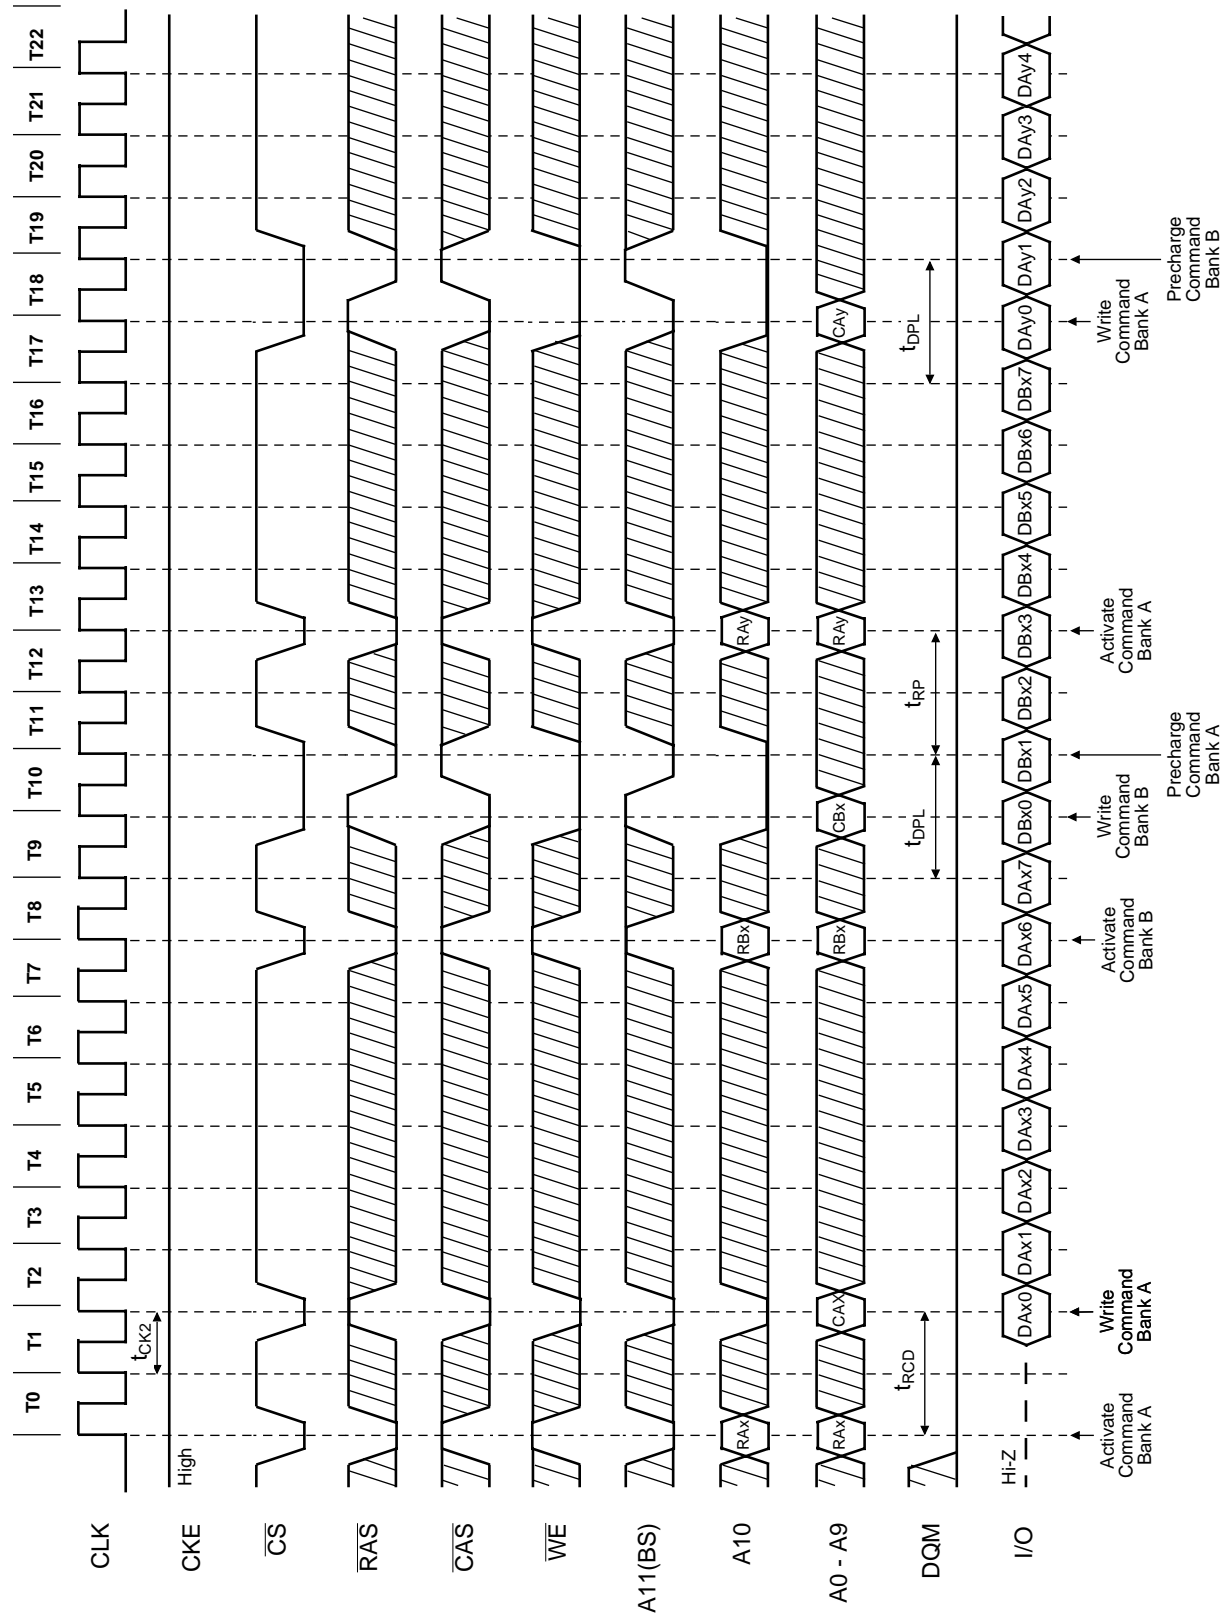 T0 T1 T2 T3 T4 T5 T6 T7 T8 T9 T10 T11 T12 T13 T14 T15 T16 T17 T18 T19 T20 T21 T22
CLK
tCK2
CKE
High
CS
RAS
CAS
WE
A11(BS)
A10
RAx RBx RAy
A0 - A9
RAx CAX RBx CBx RAy CAy
DQM
tRCD tDPL tRP tDPL
I/O
Hi-Z
DAx0 DAx1 DAx2 DAx3 DAx4 DAx5 DAx6 DAx7 DBx0 DBx1 DBx2 DBx3 DBx4 DBx5 DBx6 DBx7 DAy0 DAy1 DAy2 DAy3 DAy4
Activate
Command
Bank A
Write
Command
Bank A
Activate
Command
Bank B
Write
Command
Bank B
Precharge
Command
Bank A
Activate
Command
Bank A
Write
Command
Bank A
Precharge
Command
Bank B